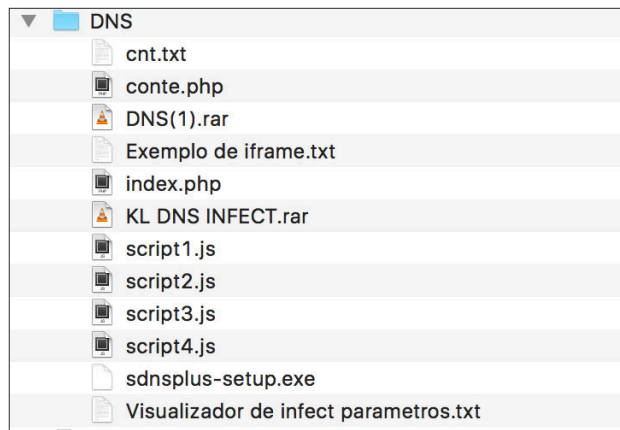 DNS
cnt.txt
conte.php
DNS(1).rar
Exemplo de iframe.txt
index.php
KL DNS INFECT.rar
script1.js
script2.js
script3.js
script4.js
sdnsplus-setup.exe
Visualizador de infect parametros.txt